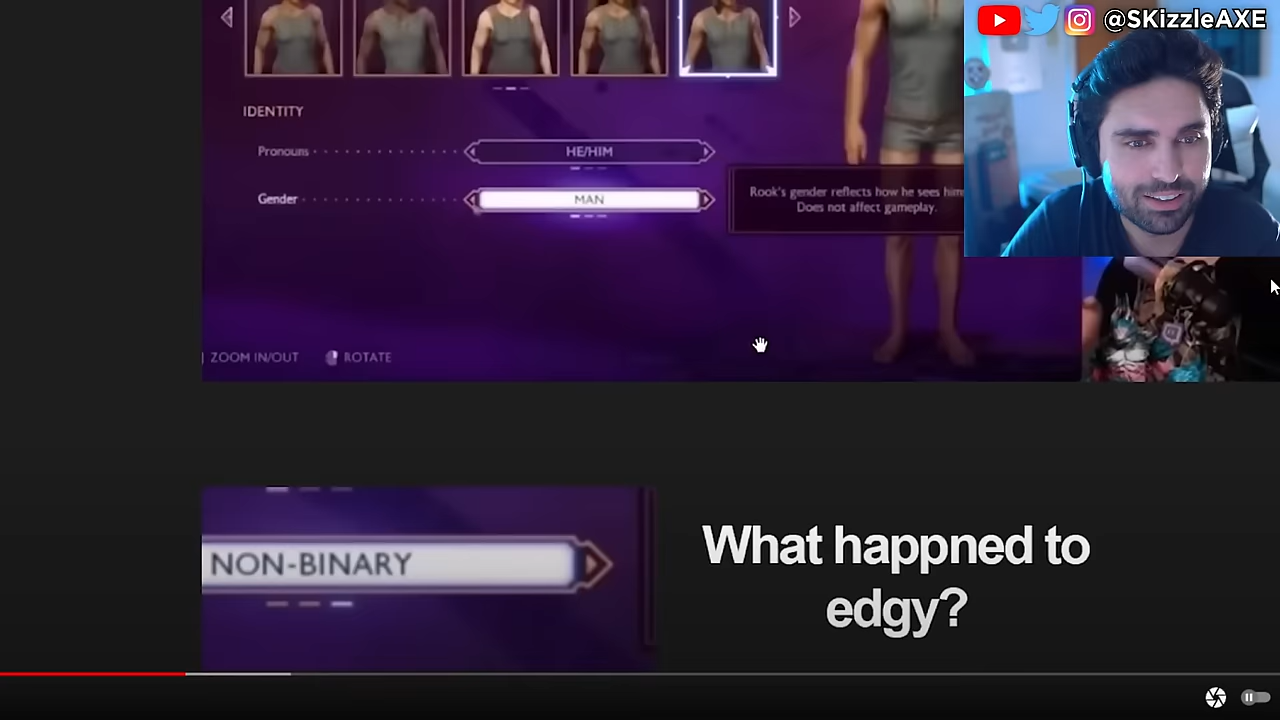 @SKizzleAXE
IDENTITY
Pronouns
HE/HIM
Gender
MAN
Rook's gender reflects how he sees him
Does not affect gameplay.
ZOOM IN/OUT
ROTATE
NON-BINARY
What happned to
edgy?